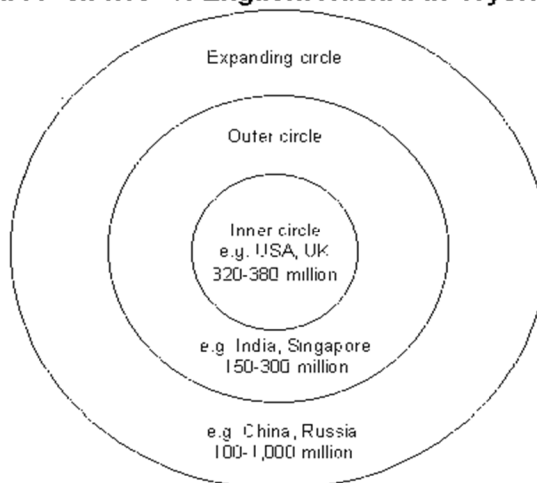 Expanding circle
Outer circle
Inner circle
e.g. USA, UK
320-380 million
e.g. India, Singapore
150-300 million
e.g. China, Russia
100-1,000 million